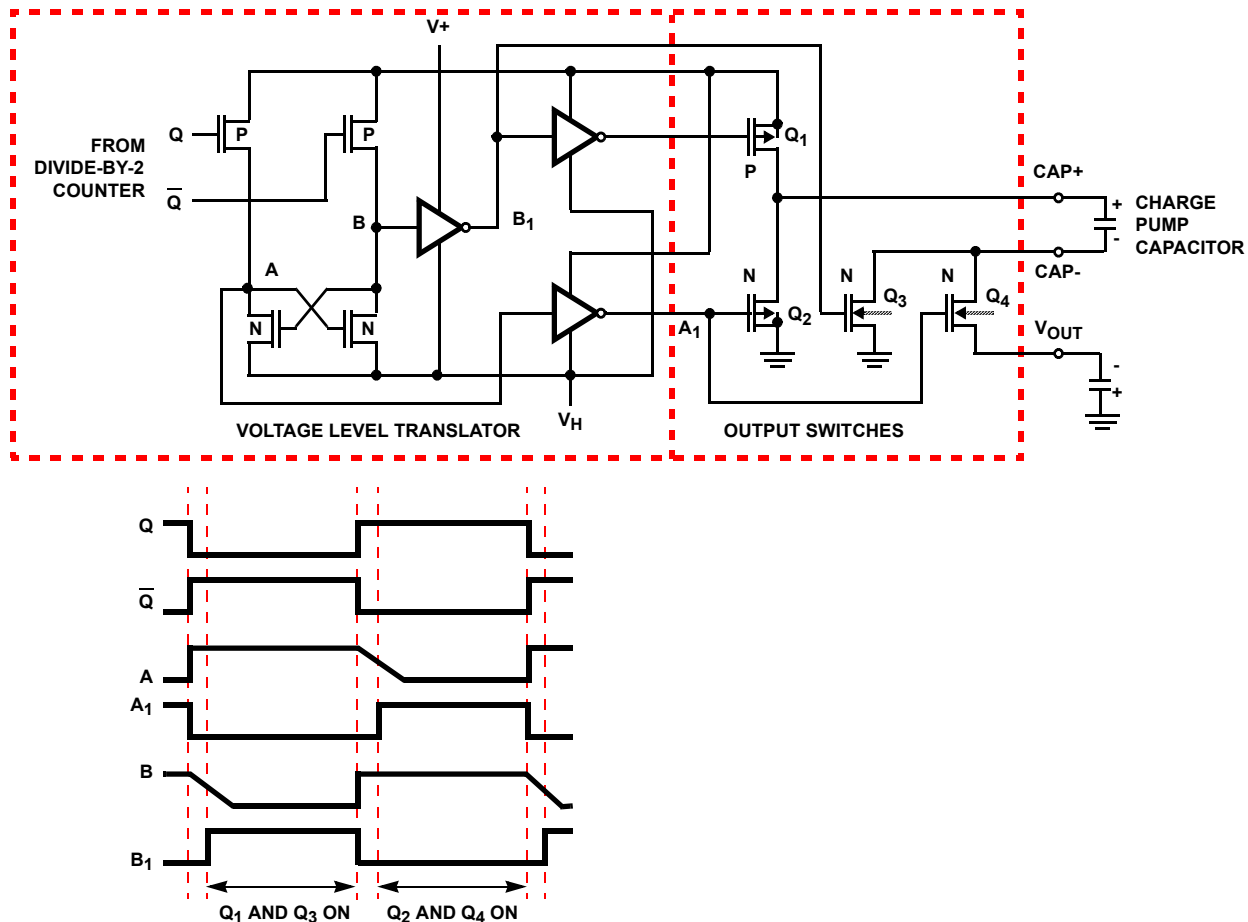 V+
Q
P
P
Q1
P
FROM
DIVIDE-BY-2
COUNTER
Q̅
CAP+
+
CHARGE
PUMP
CAPACITOR
-
CAP-
B
B1
A
N
N
N
N
N
Q2
Q3
Q4
A1
VOUT
-
+
VH
VOLTAGE LEVEL TRANSLATOR
OUTPUT SWITCHES
Q
Q̅
A
A1
B
B1
Q1 AND Q3 ON
Q2 AND Q4 ON